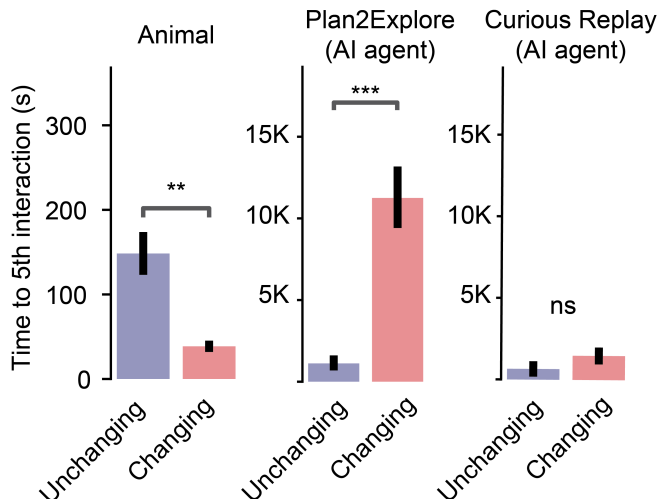 Animal
Plan2Explore
(AI agent)
Curious Replay
(AI agent)
Time to 5th interaction (s)
300
200
100
0
**
Unchanging
Changing
15K
10K
5K
***
Unchanging
Changing
15K
10K
5K
ns
Unchanging
Changing